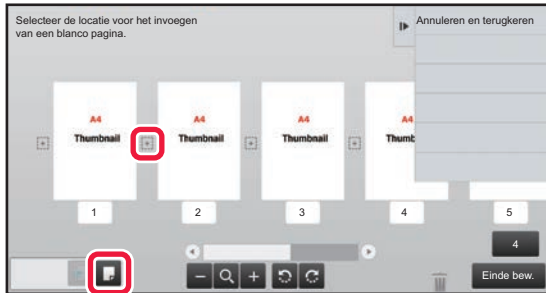 Selecteer de locatie voor het invoegen
van een blanco pagina.
Annuleren en terugkeren
A4 A4 A4 A4
Thumbnail Thumbnail Thumbnail Thumb
1 2 3 4 5
4
Einde bew.